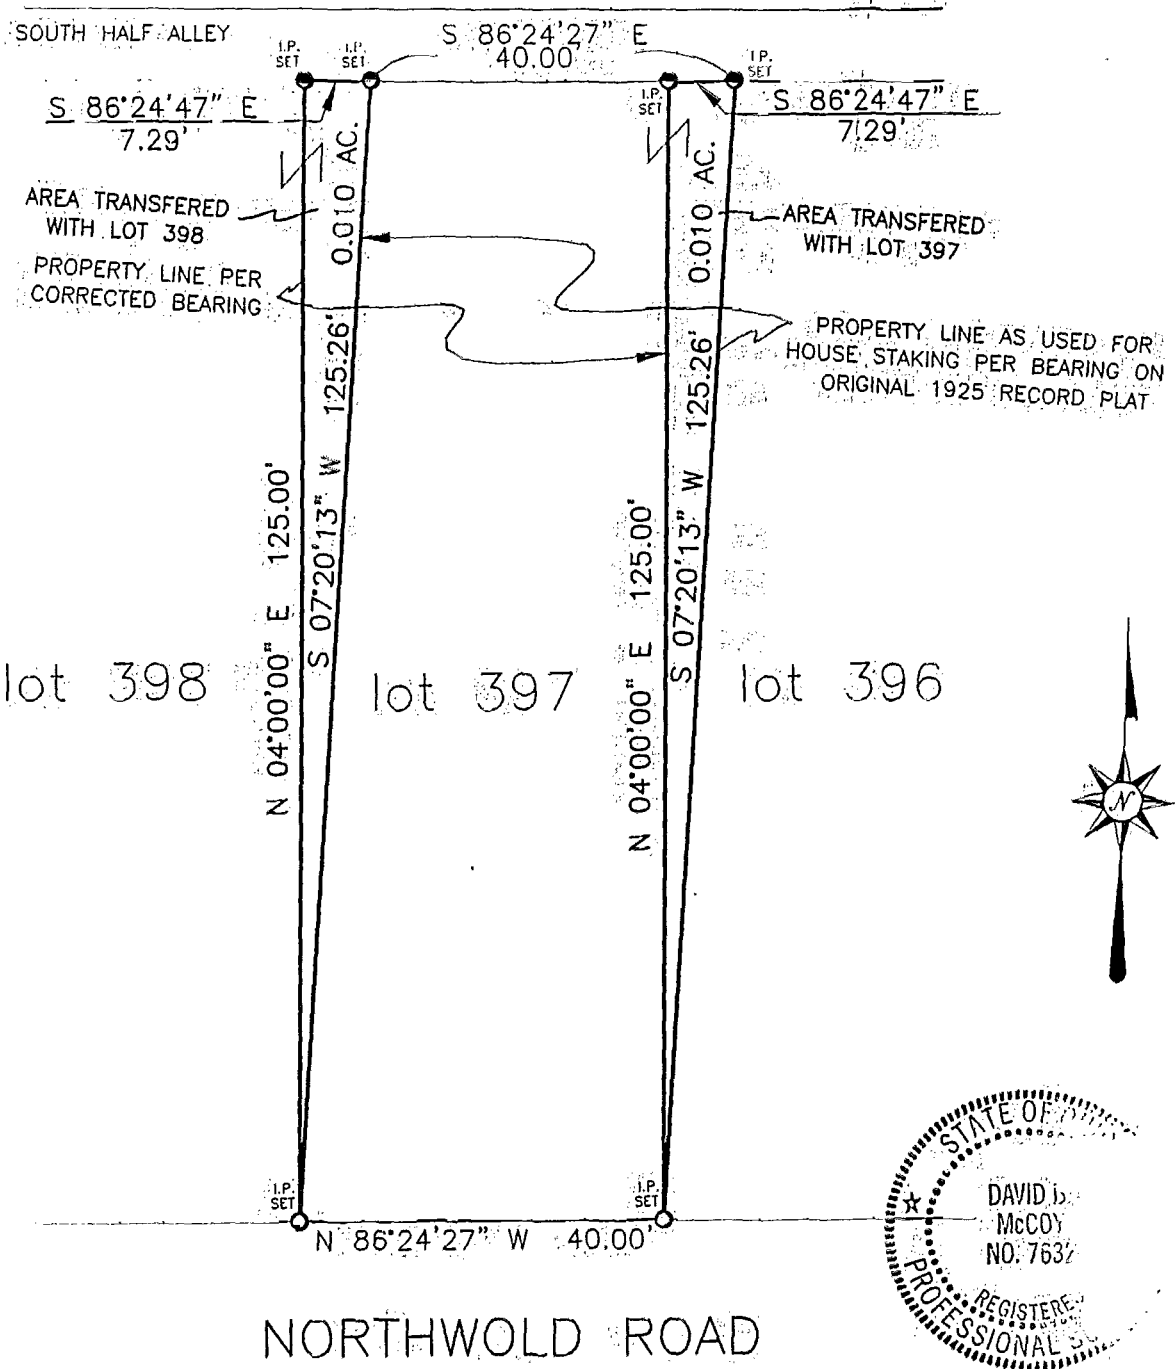 SOUTH HALF ALLEY
I.P.
SET
I.P.
SET
S 86°24'27" E
40.00'
I.P.
SET
I.P.
SET
S 86°24'47" E
7.29'
S 86°24'47" E
7.29'
AREA TRANSFERED
WITH LOT 398
0.010 AC.
0.010 AC.
AREA TRANSFERED
WITH LOT 397
PROPERTY LINE PER
CORRECTED BEARING
PROPERTY LINE AS USED FOR
HOUSE STAKING PER BEARING ON
ORIGINAL 1925 RECORD PLAT
N 04°00'00" E 125.00'
S 07°20'13" W 125.26'
N 04°00'00" E 125.00'
S 07°20'13" W 125.26'
lot 398
lot 397
lot 396
N
I.P.
SET
I.P.
SET
N 86°24'27" W 40.00'
STATE OF
DAVID
McCOY
NO. 763
REGISTERE
PROFESSIONAL
NORTHWOLD ROAD